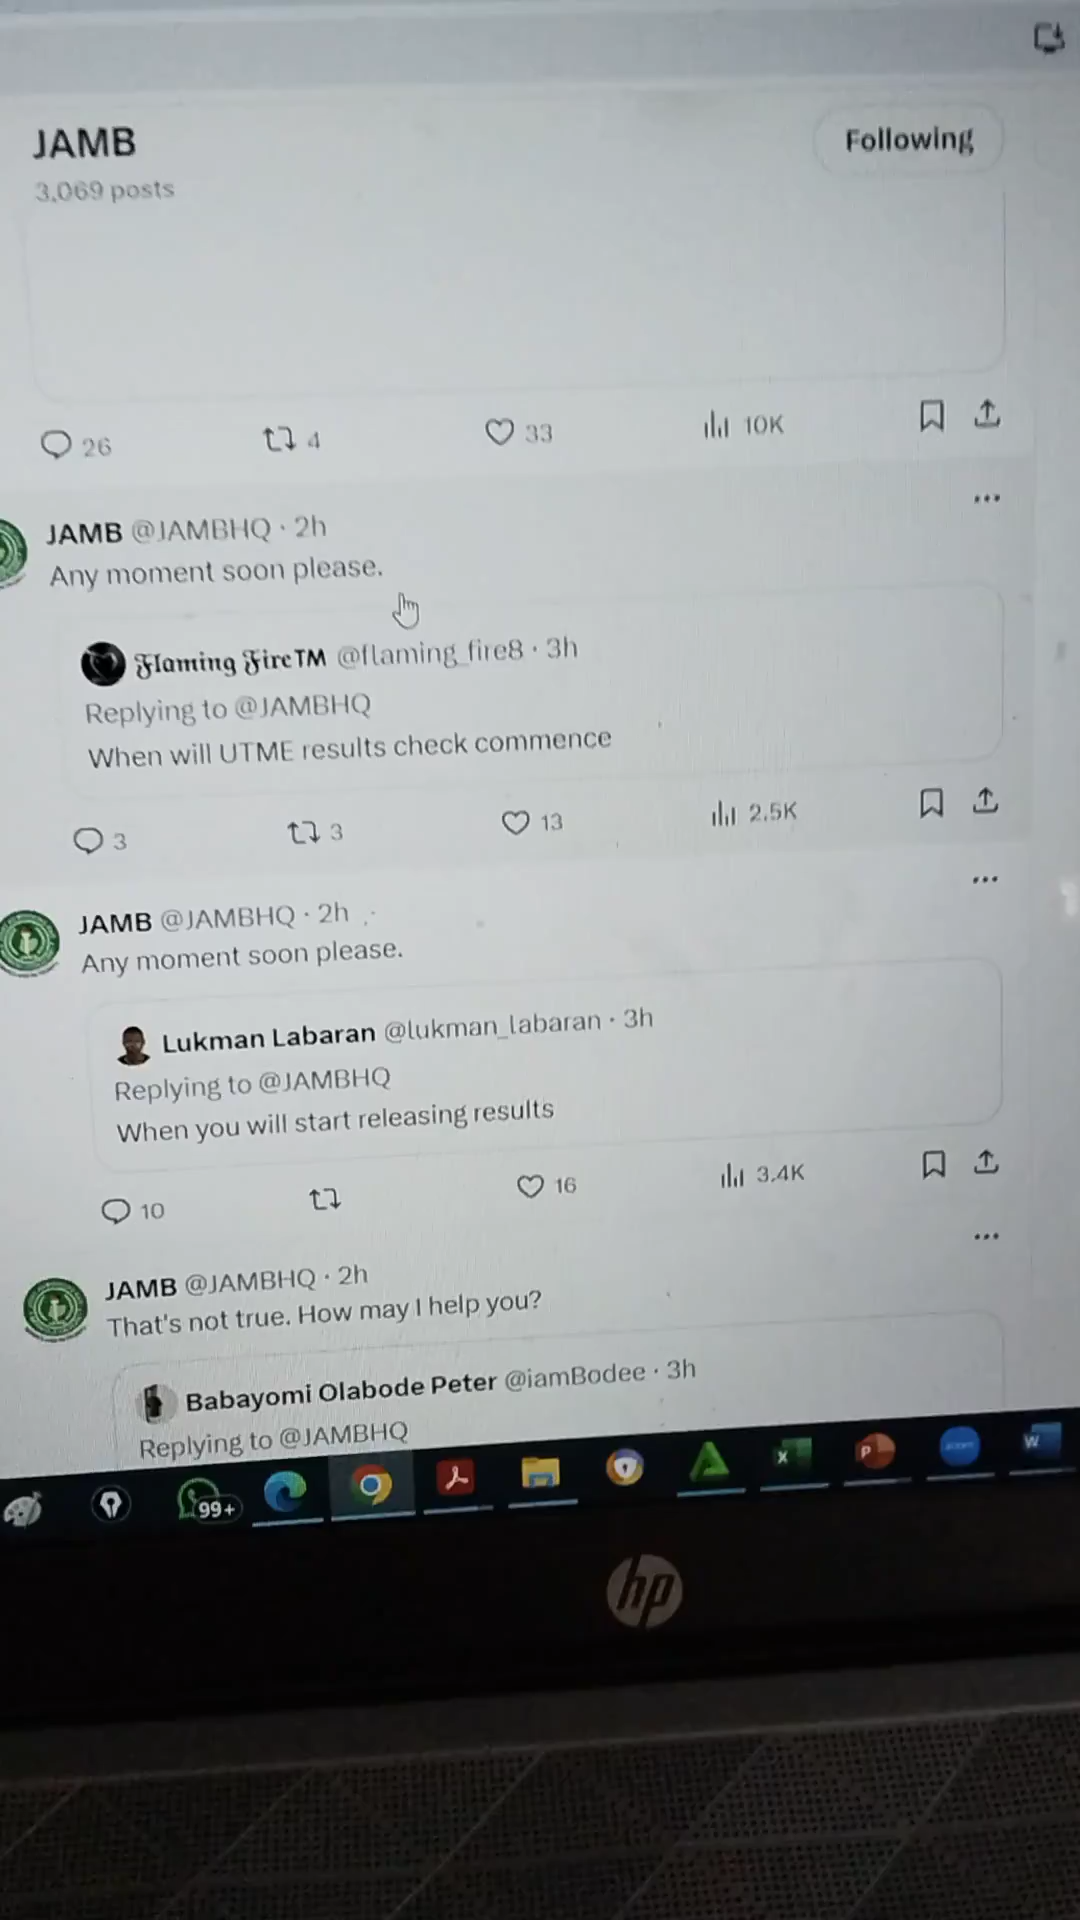 JAMB
Following
3,069 posts
26
4
33
10K
JAMB @JAMBHQ · 2h
Any moment soon please.
Flaming Fire™ @flaming_fire8 · 3h
Replying to @JAMBHQ
When will UTME results check commence
3
3
13
2.5K
JAMB @JAMBHQ · 2h
Any moment soon please.
Lukman Labaran @lukman_labaran · 3h
Replying to @JAMBHQ
When you will start releasing results
10
16
3.4K
JAMB @JAMBHQ · 2h
That's not true. How may I help you?
Babayomi Olabode Peter @iamBodee · 3h
Replying to @JAMBHQ
99+
X
P
W
hp